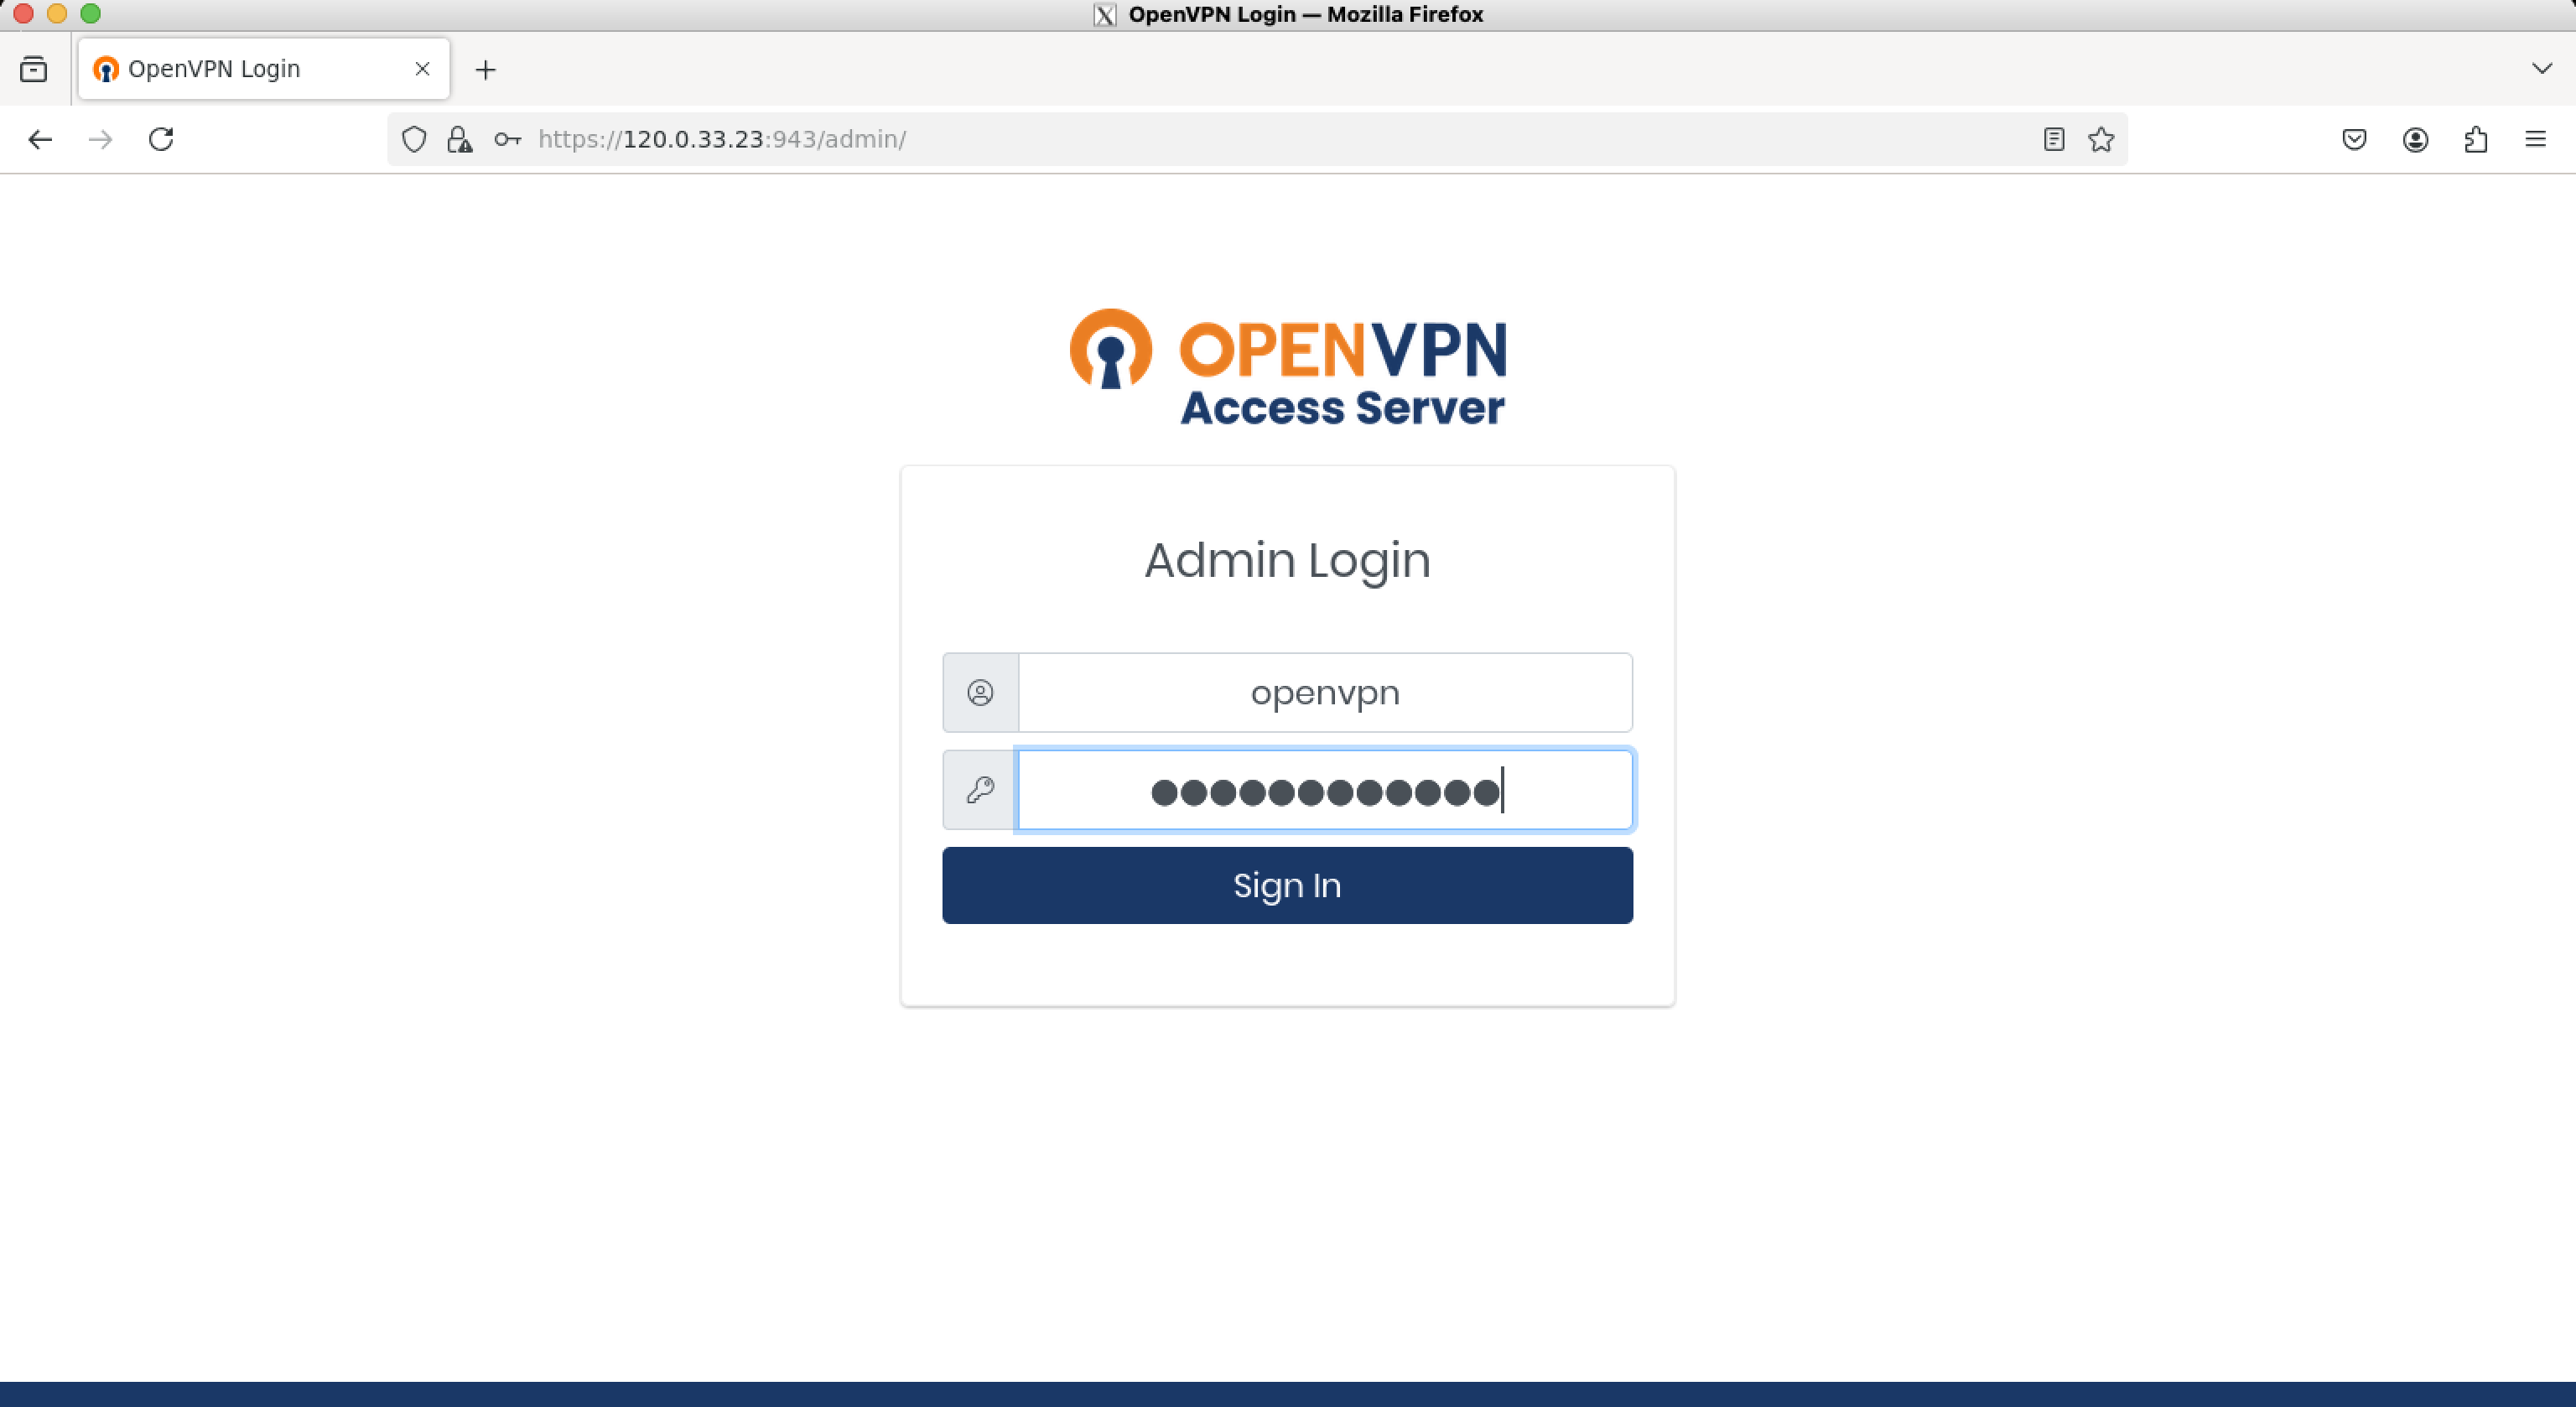 OpenVPN Login — Mozilla Firefox
OpenVPN Login
https://120.0.33.23:943/admin/
OPENVPN
Access Server
Admin Login
openvpn
●●●●●●●●●●●●
Sign In